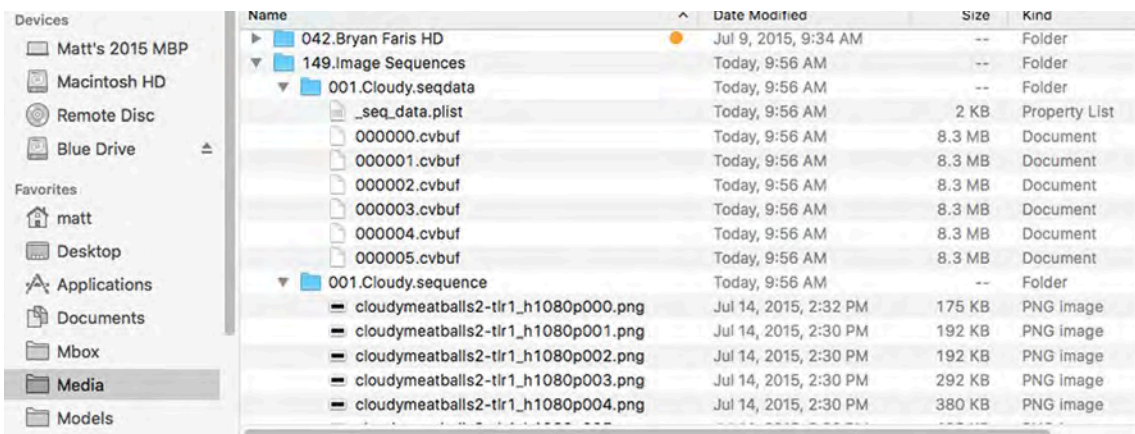 Devices
Matt's 2015 MBP
Macintosh HD
Remote Disc
Blue Drive
Favorites
matt
Desktop
Applications
Documents
Mbox
Media
Models
Name Date Modified Size Kind
042.Bryan Faris HD Jul 9, 2015, 9:34 AM -- Folder
149.Image Sequences Today, 9:56 AM -- Folder
001.Cloudy.seqdata Today, 9:56 AM -- Folder
_seq_data.plist Today, 9:56 AM 2 KB Property List
000000.cvbuf Today, 9:56 AM 8.3 MB Document
000001.cvbuf Today, 9:56 AM 8.3 MB Document
000002.cvbuf Today, 9:56 AM 8.3 MB Document
000003.cvbuf Today, 9:56 AM 8.3 MB Document
000004.cvbuf Today, 9:56 AM 8.3 MB Document
000005.cvbuf Today, 9:56 AM 8.3 MB Document
001.Cloudy.sequence Today, 9:56 AM -- Folder
cloudymeatballs2-tlr1_h1080p000.png Jul 14, 2015, 2:32 PM 175 KB PNG image
cloudymeatballs2-tlr1_h1080p001.png Jul 14, 2015, 2:30 PM 192 KB PNG image
cloudymeatballs2-tlr1_h1080p002.png Jul 14, 2015, 2:30 PM 192 KB PNG image
cloudymeatballs2-tlr1_h1080p003.png Jul 14, 2015, 2:30 PM 292 KB PNG image
cloudymeatballs2-tlr1_h1080p004.png Jul 14, 2015, 2:30 PM 380 KB PNG image